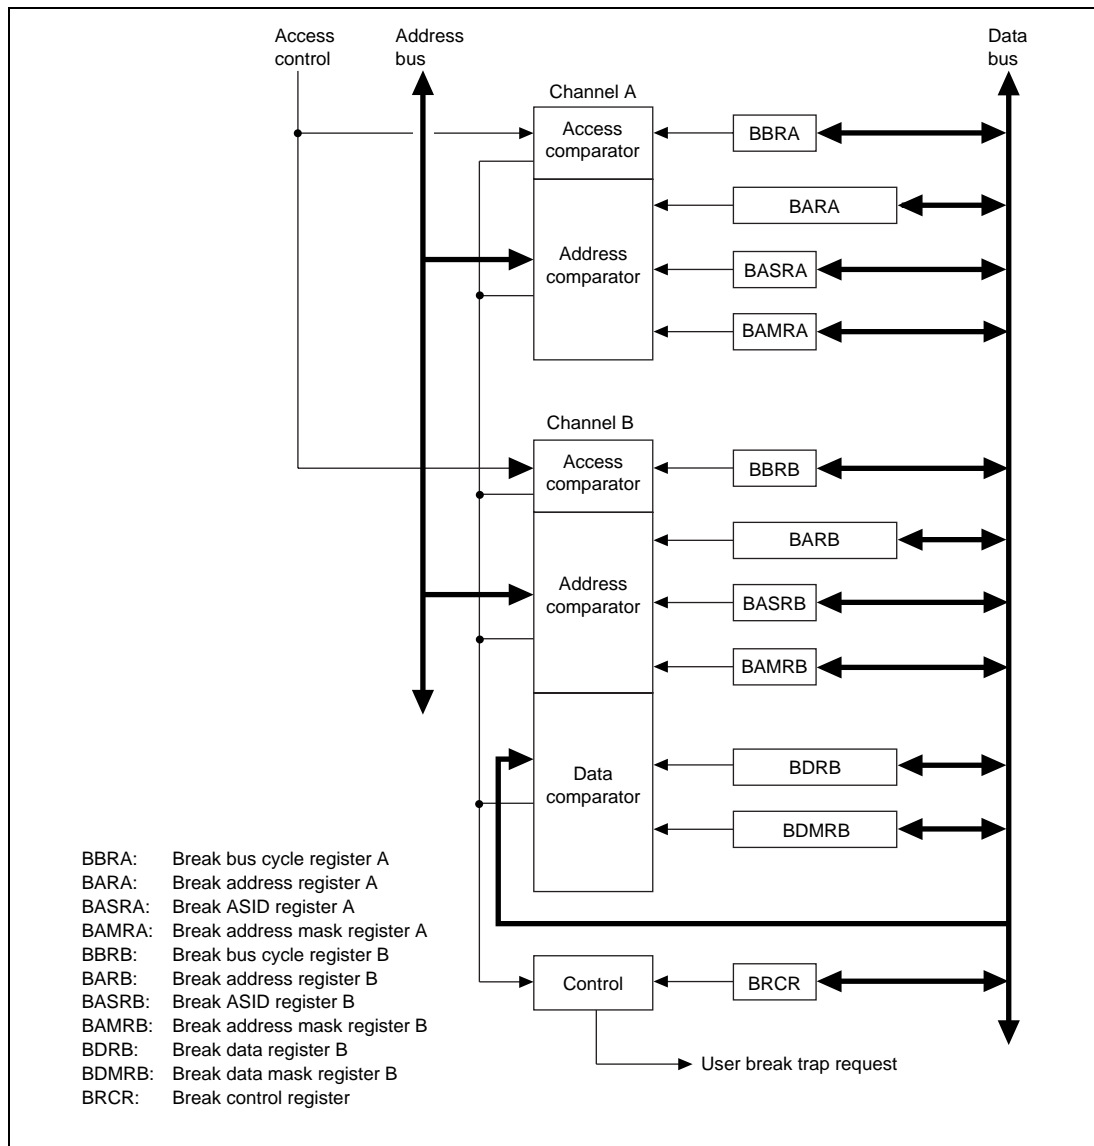 Access
control
Address
bus
Data
bus
Channel A
Access
comparator
BBRA
BARA
Address
comparator
BASRA
BAMRA
Channel B
Access
comparator
BBRB
BARB
Address
comparator
BASRB
BAMRB
Data
comparator
BDRB
BDMRB
Control
BRCR
User break trap request
BBRA: Break bus cycle register A
BARA: Break address register A
BASRA: Break ASID register A
BAMRA: Break address mask register A
BBRB: Break bus cycle register B
BARB: Break address register B
BASRB: Break ASID register B
BAMRB: Break address mask register B
BDRB: Break data register B
BDMRB: Break data mask register B
BRCR: Break control register